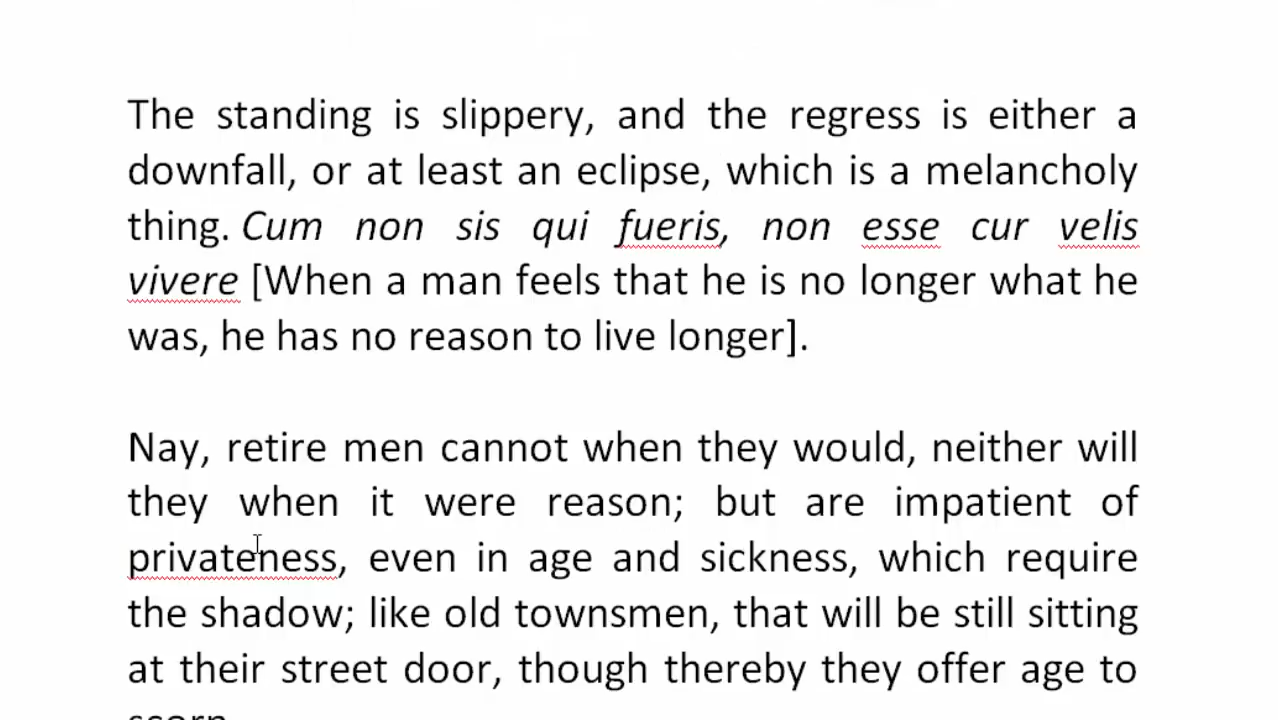 The standing is slippery, and the regress is either a
downfall, or at least an eclipse, which is a melancholy
thing. Cum non sis qui fueris, non esse cur velis
vivere [When a man feels that he is no longer what he
was, he has no reason to live longer].
Nay, retire men cannot when they would, neither will
they when it were reason; but are impatient of
privateness, even in age and sickness, which require
the shadow; like old townsmen, that will be still sitting
at their street door, though thereby they offer age to
scorn